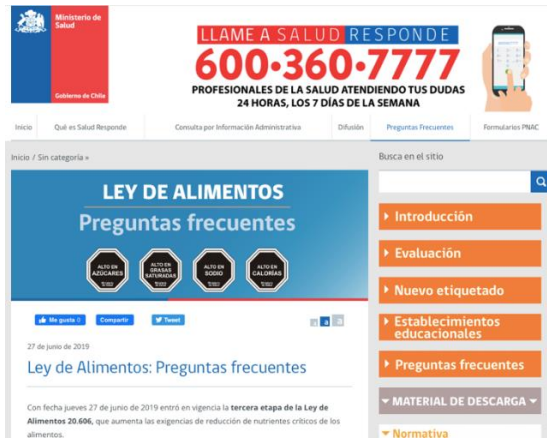 Ministerio de
Salud
Gobierno de Chile
LLAME A SALUD RESPONDE
600•360•7777
PROFESIONALES DE LA SALUD ATENDIENDO TUS DUDAS
24 HORAS, LOS 7 DÍAS DE LA SEMANA
Inicio Qué es Salud Responde Consulta por Información Administrativa Difusión Preguntas Frecuentes Formularios PNAC
Inicio / Sin categoría »
Busca en el sitio
LEY DE ALIMENTOS
Preguntas frecuentes
ALTO EN AZÚCARES
ALTO EN GRASAS SATURADAS
ALTO EN SODIO
ALTO EN CALORÍAS
Me gusta 0 Compartir Tweet
a a a
27 de junio de 2019
Ley de Alimentos: Preguntas frecuentes
Con fecha jueves 27 de junio de 2019 entró en vigencia la tercera etapa de la Ley de
Alimentos 20.606, que aumenta las exigencias de reducción de nutrientes críticos de los
alimentos.
Introducción
Evaluación
Nuevo etiquetado
Establecimientos
educacionales
Preguntas frecuentes
MATERIAL DE DESCARGA
Normativa